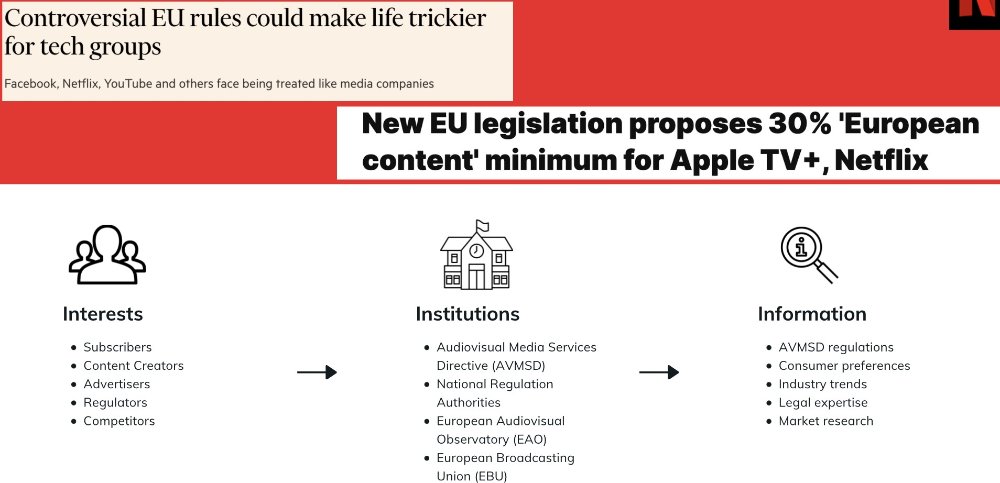 Controversial EU rules could make life trickier
for tech groups
Facebook, Netflix, YouTube and others face being treated like media companies
New EU legislation proposes 30% 'European
content' minimum for Apple TV+, Netflix
Interests
• Subscribers
• Content Creators
• Advertisers
• Regulators
• Competitors
Institutions
• Audiovisual Media Services
Directive (AVMSD)
• National Regulation
Authorities
• European Audiovisual
Observatory (EAO)
• European Broadcasting
Union (EBU)
Information
• AVMSD regulations
• Consumer preferences
• Industry trends
• Legal expertise
• Market research